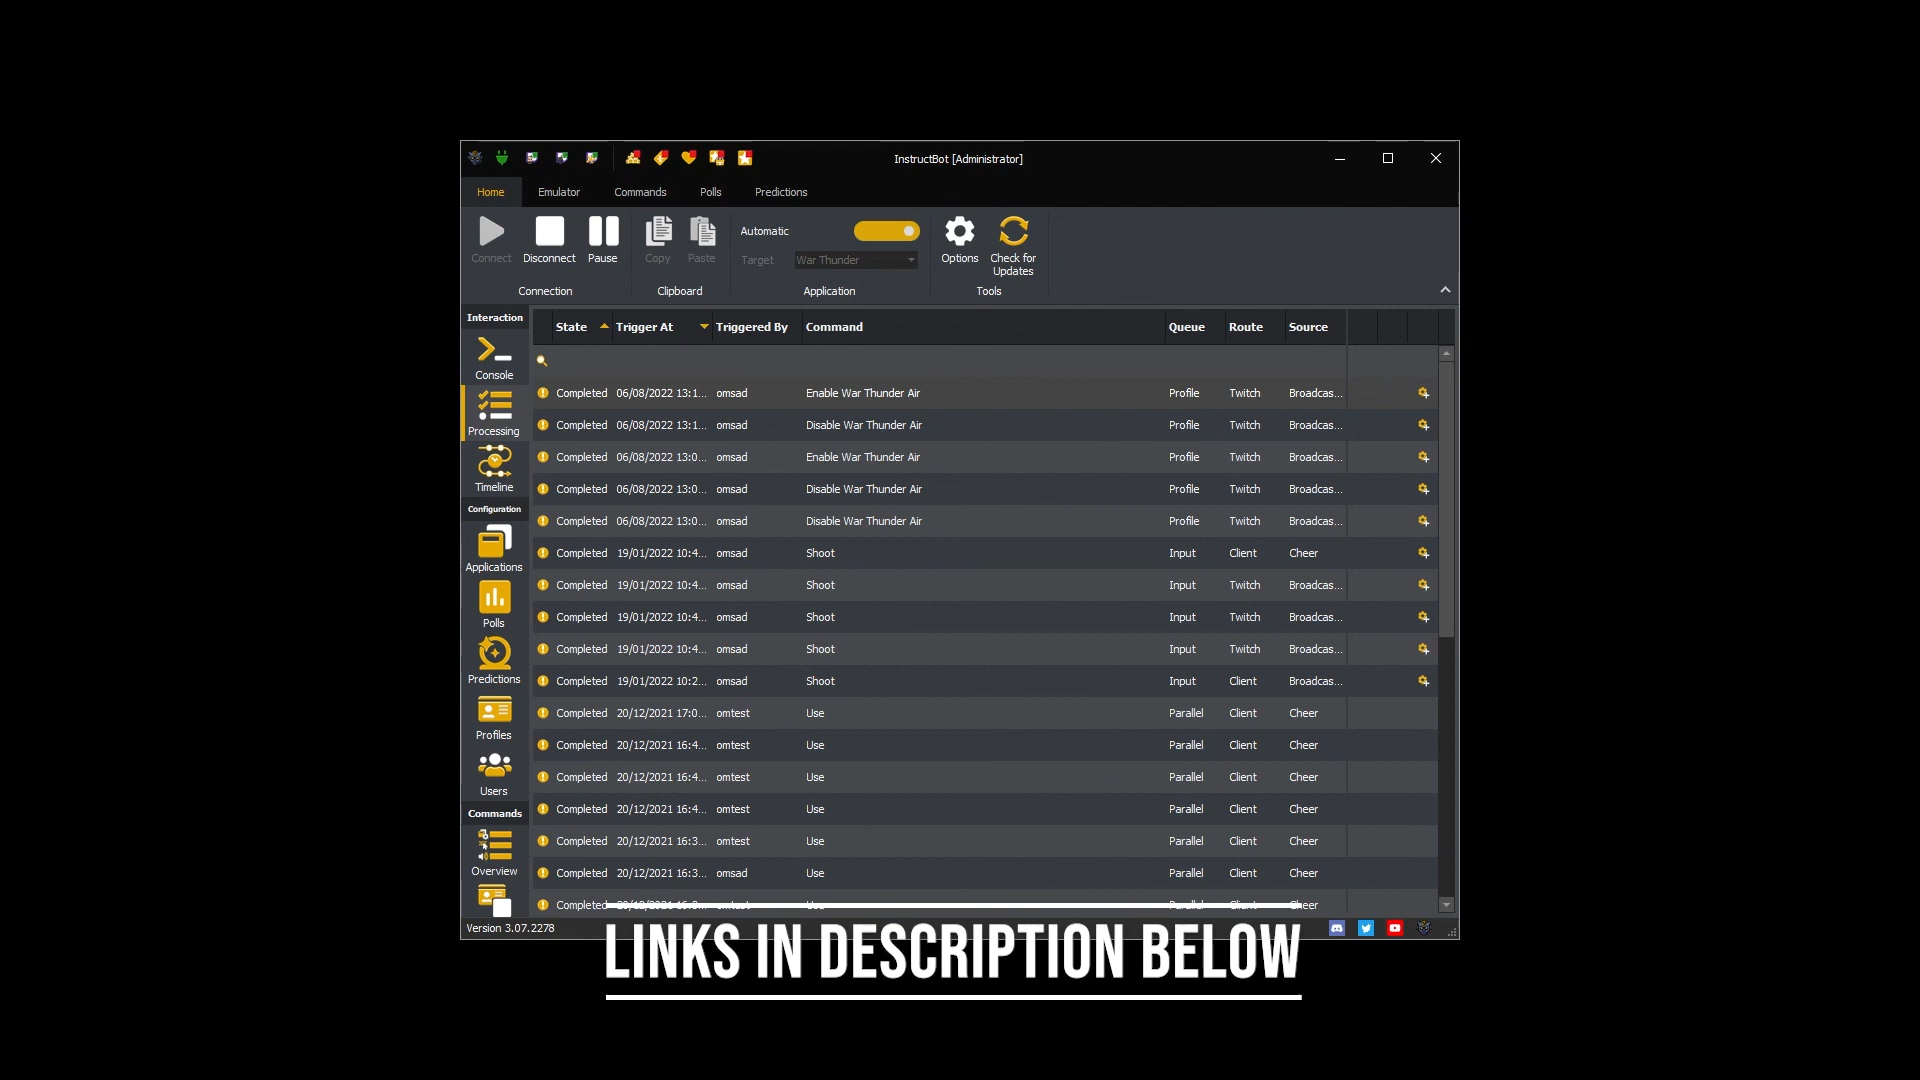 InstructBot [Administrator]
Home Emulator Commands Polls Predictions
Connect Disconnect Pause Copy Paste Automatic Target War Thunder Options Check for Updates
Connection Clipboard Application Tools
Interaction
Console
Processing
Timeline
Configuration
Applications
Polls
Predictions
Profiles
Users
Commands
Overview
State Trigger At Triggered By Command Queue Route Source
Completed 06/08/2022 13:1... omsad Enable War Thunder Air Profile Twitch Broadcas...
Completed 06/08/2022 13:1... omsad Disable War Thunder Air Profile Twitch Broadcas...
Completed 06/08/2022 13:0... omsad Enable War Thunder Air Profile Twitch Broadcas...
Completed 06/08/2022 13:0... omsad Disable War Thunder Air Profile Twitch Broadcas...
Completed 06/08/2022 13:0... omsad Disable War Thunder Air Profile Twitch Broadcas...
Completed 19/01/2022 10:4... omsad Shoot Input Client Cheer
Completed 19/01/2022 10:4... omsad Shoot Input Twitch Broadcas...
Completed 19/01/2022 10:4... omsad Shoot Input Twitch Broadcas...
Completed 19/01/2022 10:4... omsad Shoot Input Twitch Broadcas...
Completed 19/01/2022 10:2... omsad Shoot Input Client Broadcas...
Completed 20/12/2021 17:0... omtest Use Parallel Client Cheer
Completed 20/12/2021 16:4... omtest Use Parallel Client Cheer
Completed 20/12/2021 16:4... omtest Use Parallel Client Cheer
Completed 20/12/2021 16:4... omtest Use Parallel Client Cheer
Completed 20/12/2021 16:3... omtest Use Parallel Client Cheer
Completed 20/12/2021 16:3... omsad Use Parallel Client Cheer
Completed Cheer
Version 3.07.2278
LINKS IN DESCRIPTION BELOW